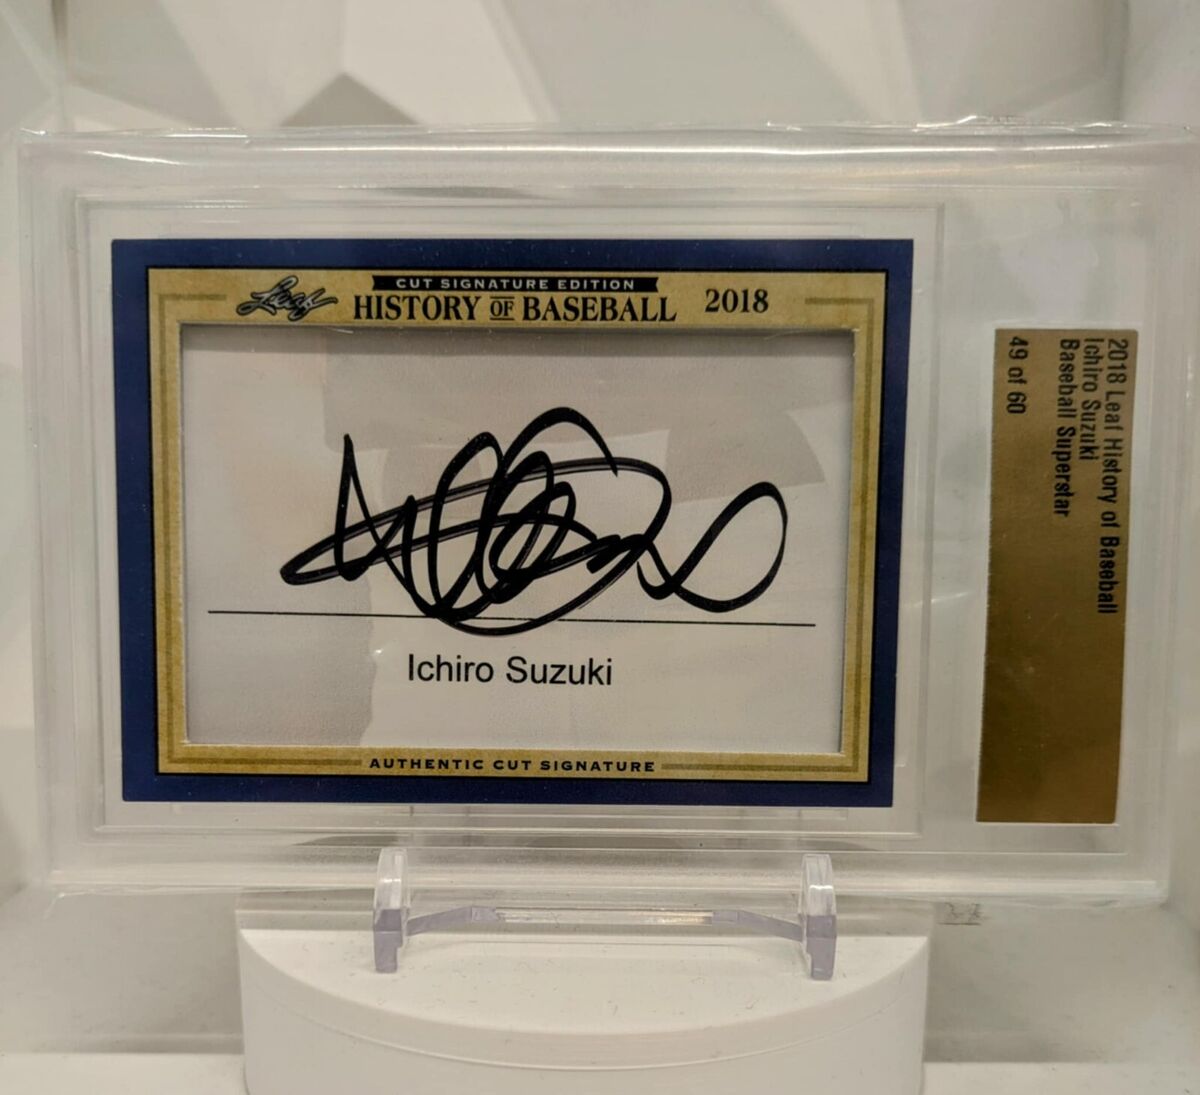 Leaf
CUT SIGNATURE EDITION
HISTORY OF BASEBALL 2018
Ichiro Suzuki
AUTHENTIC CUT SIGNATURE
2018 Leaf History of Baseball
Ichiro Suzuki
Baseball Superstar
49 of 60